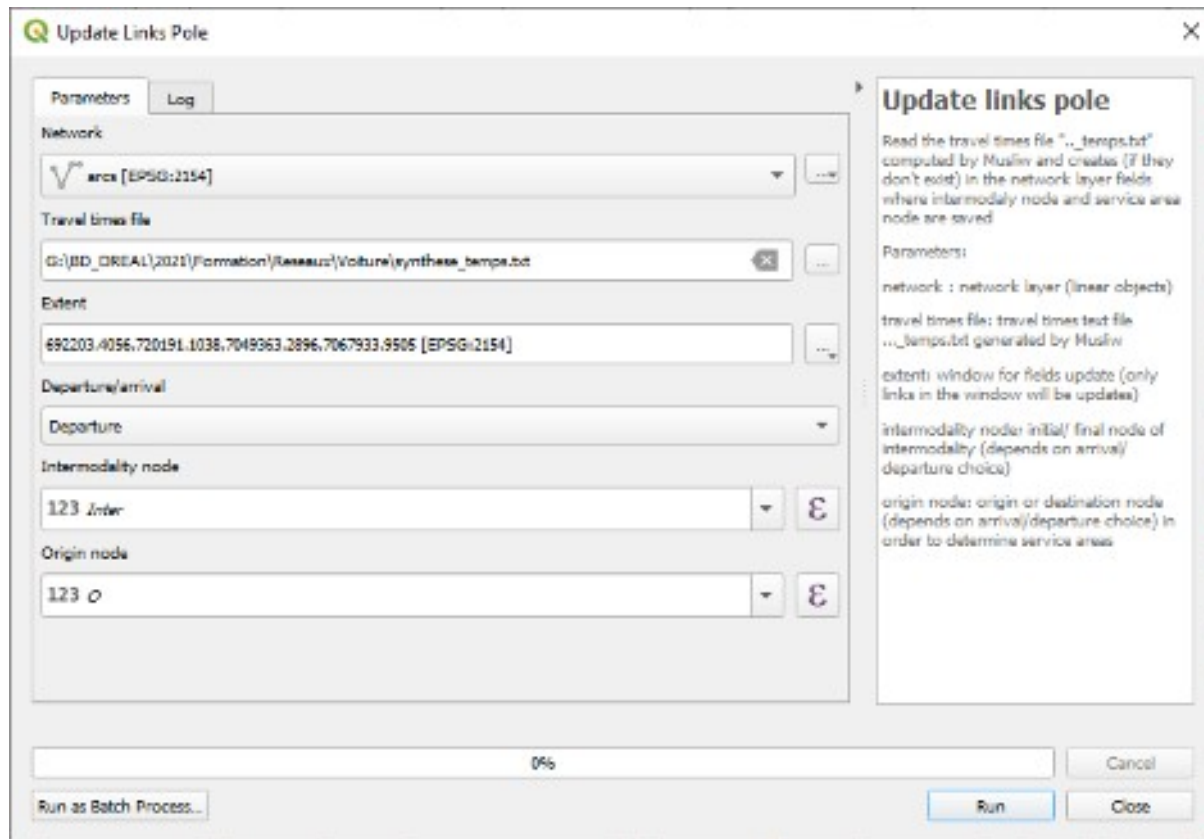 Update Links Pole
Parameters
Log
Network
arcs [EPSG:2154]
...
Travel times file
G:\BD_DREAL\2021\Formation\Reseaux\Voiture\synthese_temps.txt
...
Extent
692203.4056,720191.1038,7049363.2896,7067933.9505 [EPSG:2154]
...
Departure/arrival
Departure
Intermodality node
123 Inter
ε
Origin node
123 O
ε
Update links pole
Read the travel times file ".._temps.txt"
computed by Musliw and creates (if they
don't exist) in the network layer fields
where intermodaly node and service area
node are saved
Parameters:
network : network layer (linear objects)
travel times file: travel times text file
..._temps.txt generated by Musliw
extent: window for fields update (only
links in the window will be updates)
intermodality node: initial/ final node of
intermodality (depends on arrival/
departure choice)
origin node: origin or destination node
(depends on arrival/departure choice) in
order to determine service areas
0%
Cancel
Run as Batch Process...
Run
Close